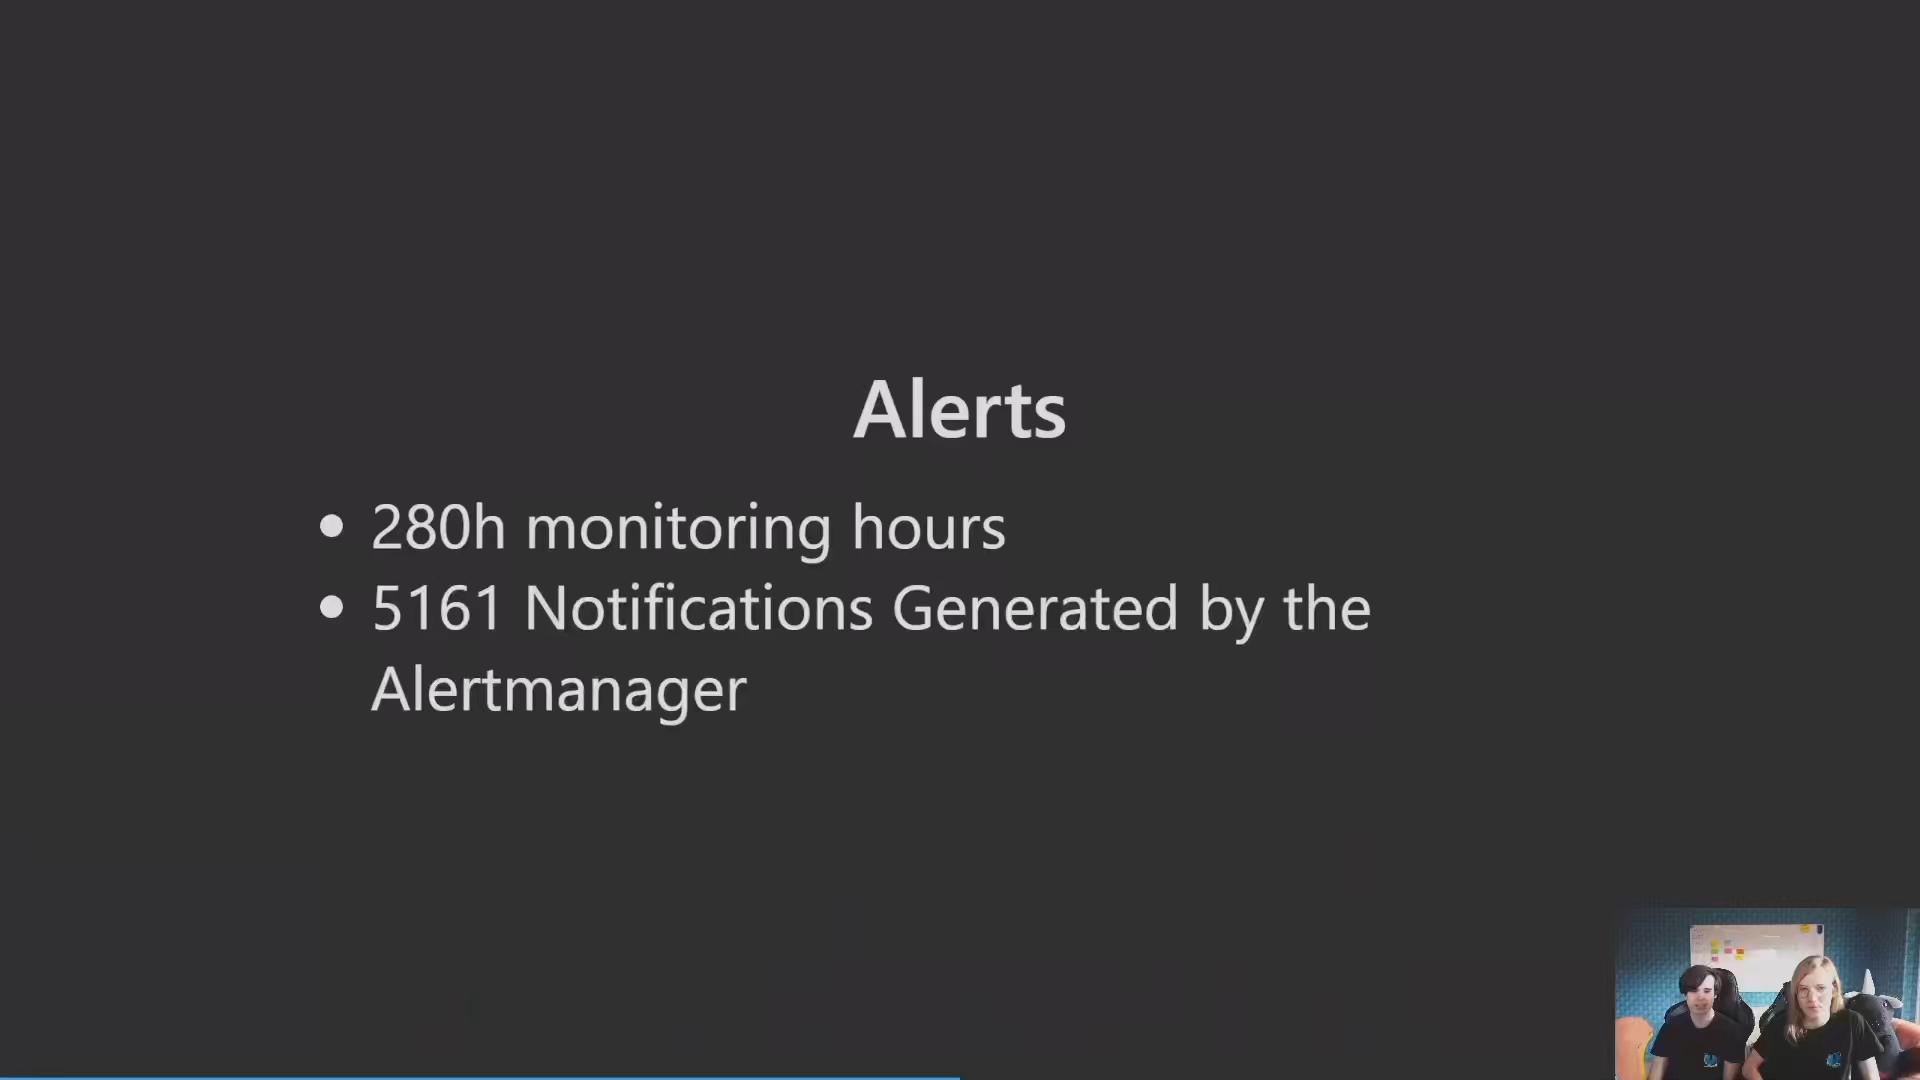 Alerts
280h monitoring hours
5161 Notifications Generated by the
Alertmanager